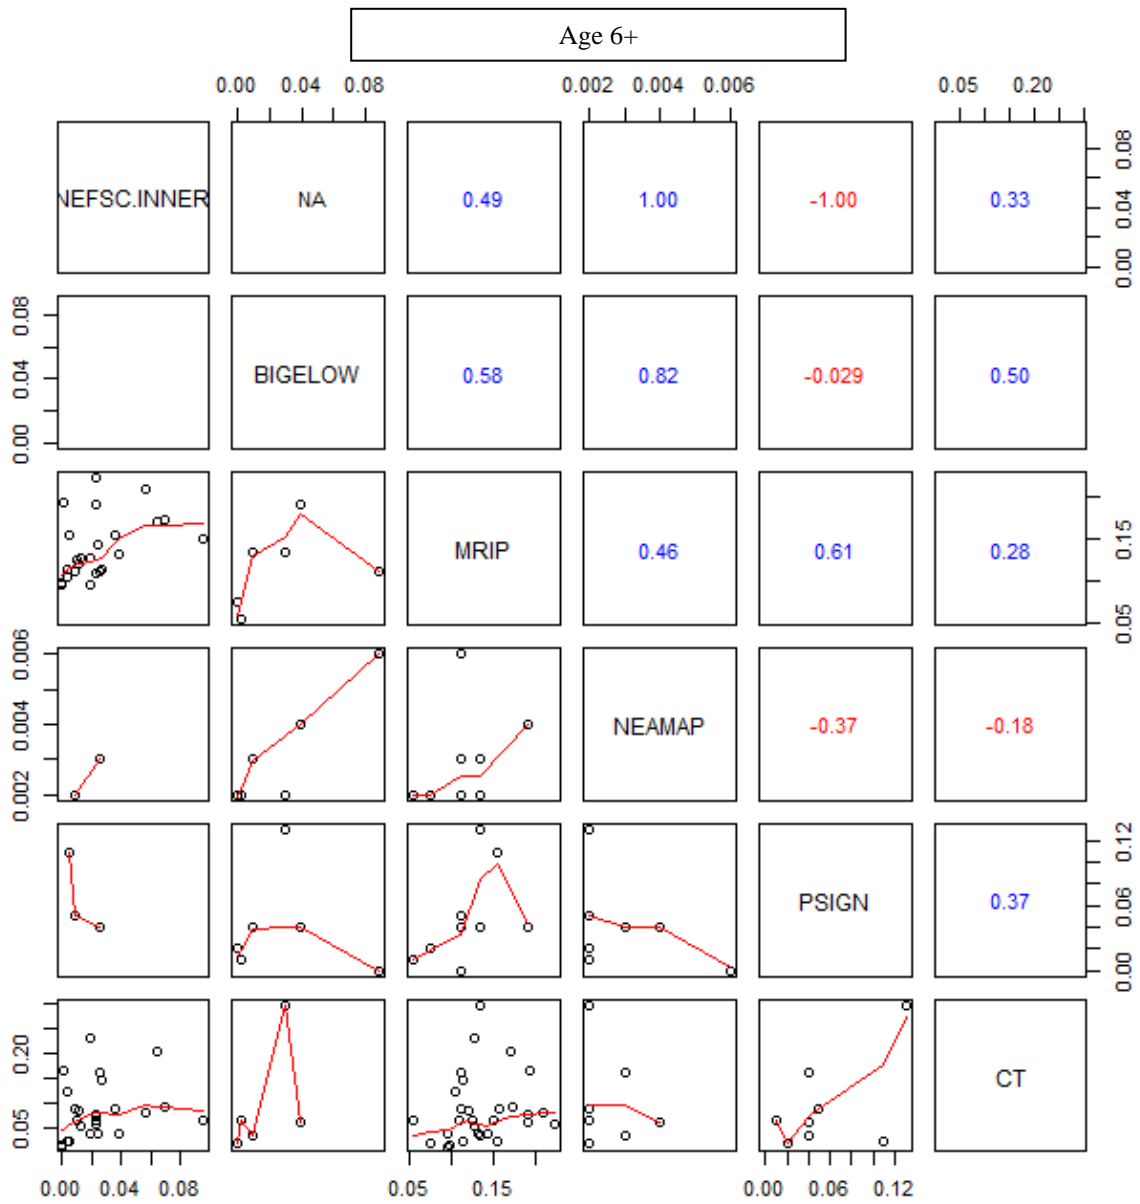 Age 6+
0.00 0.04 0.08 0.002 0.004 0.006 0.05 0.20
NEFSC.INNER NA 0.49 1.00 -1.00 0.33 0.00 0.04 0.08
0.00 0.04 0.08 BIGELOW 0.58 0.82 -0.029 0.50
MRIP 0.46 0.61 0.28 0.05 0.15
0.002 0.004 0.006 NEAMAP -0.37 -0.18
PSIGN 0.37 0.00 0.06 0.12
0.05 0.20 CT
0.00 0.04 0.08 0.05 0.15 0.00 0.06 0.12